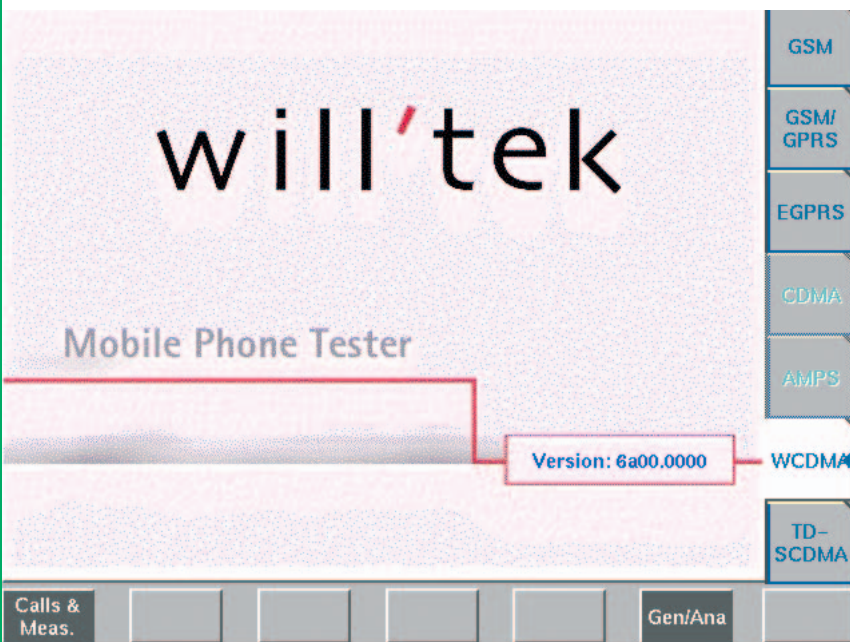 will'tek
Mobile Phone Tester
Version: 6a00.0000
GSM
GSM/
GPRS
EGPRS
CDMA
AMPS
WCDMA
TD-
SCDMA
Calls &
Meas.
Gen/Ana